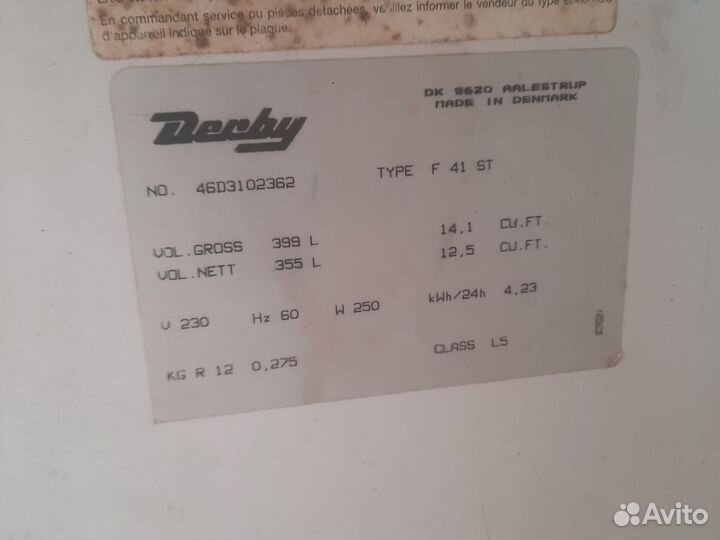 En commandant service ou pièces detachées, veuillez informer le vendeur du type et
d'appareil indiqué sur le plaque.
Derby
DK 9620 AALESTRUP
MADE IN DENMARK
NO. 46D3102362
TYPE F 41 ST
VOL.GROSS 399 L 14,1 CU.FT.
VOL.NETT 355 L 12,5 CU.FT.
V 230 Hz 60 W 250 kWh/24h 4,23
KG R 12 0,275 CLASS L5
Avito